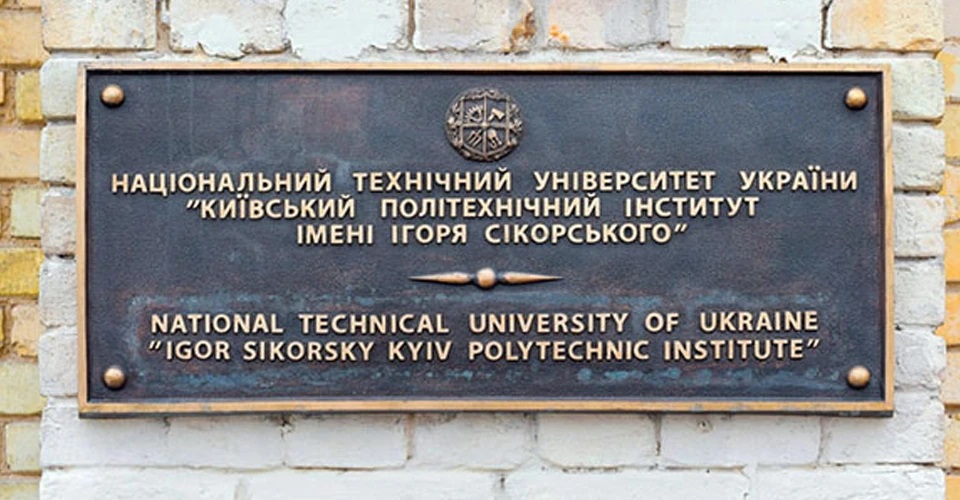 НАЦІОНАЛЬНИЙ ТЕХНІЧНИЙ УНІВЕРСИТЕТ УКРАЇНИ
"КИЇВСЬКИЙ ПОЛІТЕХНІЧНИЙ ІНСТИТУТ
ІМЕНІ ІГОРЯ СІКОРСЬКОГО"
NATIONAL TECHNICAL UNIVERSITY OF UKRAINE
"IGOR SIKORSKY KYIV POLYTECHNIC INSTITUTE"